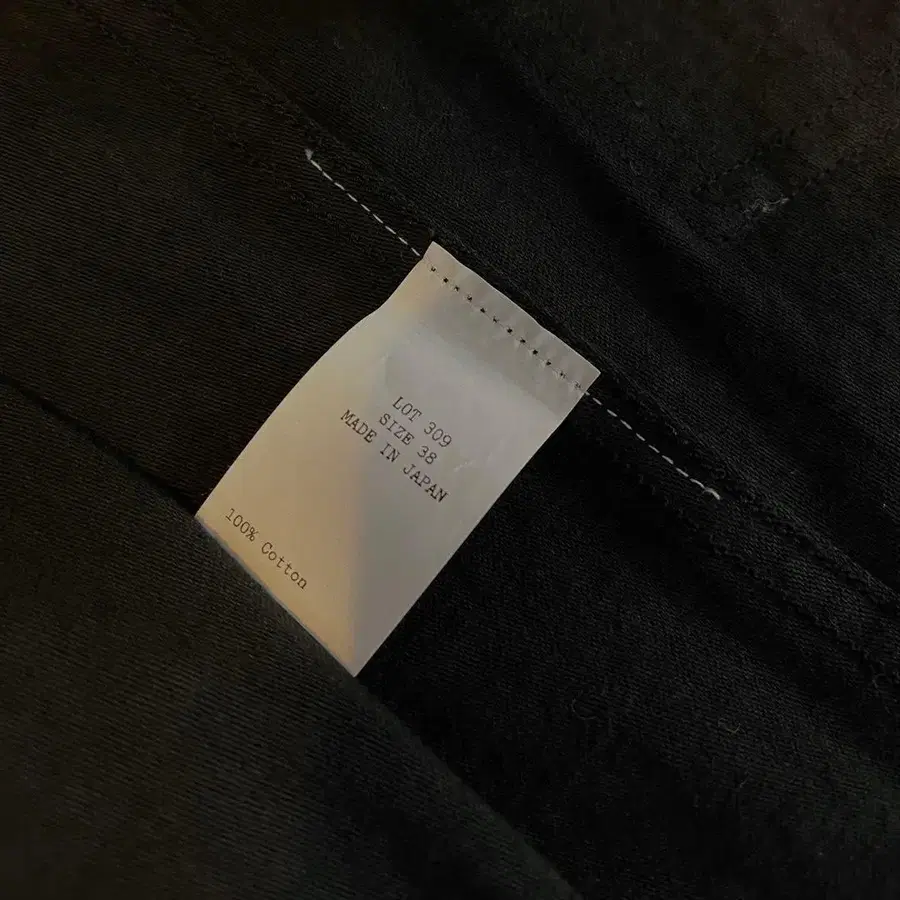 LOT 309
SIZE 38
MADE IN JAPAN
100% Cotton